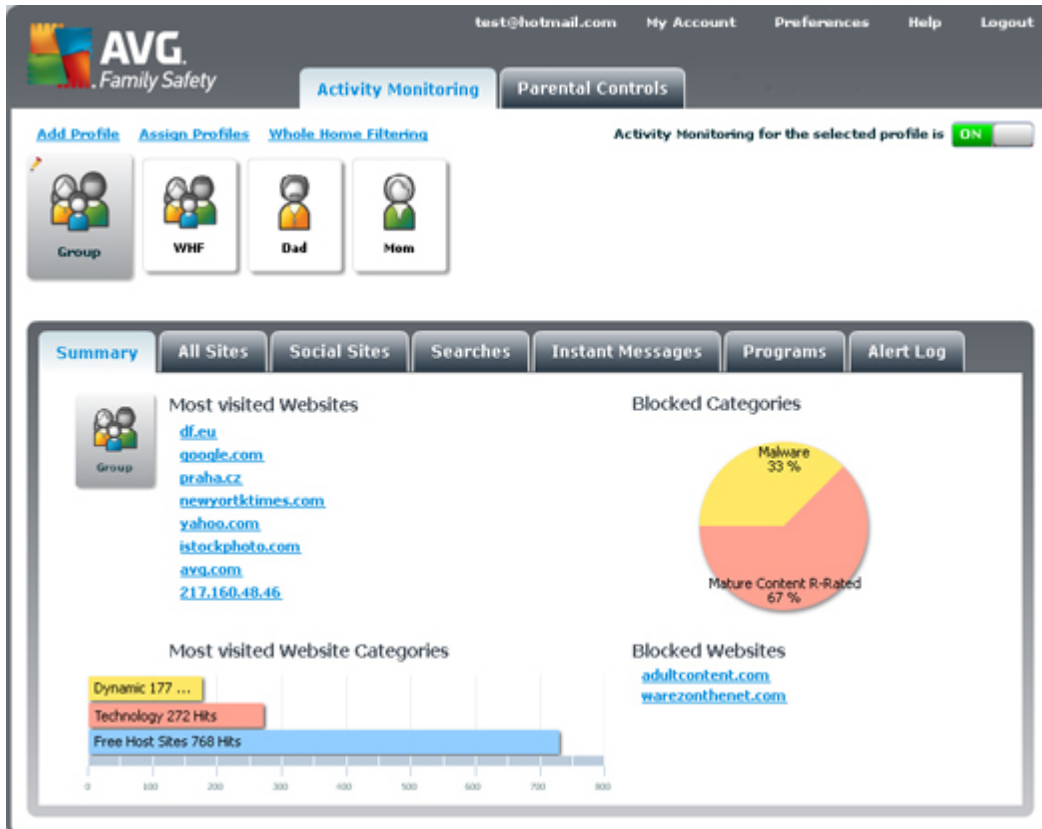 test@hotmail.com My Account Preferences Help Logout
AVG.
Family Safety
Activity Monitoring Parental Controls
Add Profile Assign Profiles Whole Home Filtering
Activity Monitoring for the selected profile is ON
Group WHF Dad Mom
Summary All Sites Social Sites Searches Instant Messages Programs Alert Log
Group
Most visited Websites
df.eu
google.com
praha.cz
newyortktimes.com
yahoo.com
istockphoto.com
avg.com
217.160.48.46
Blocked Categories
Malware
33 %
Mature Content R-Rated
67 %
Most visited Website Categories
Dynamic 177 ...
Technology 272 Hits
Free Host Sites 768 Hits
0 100 200 300 400 500 600 700 800
Blocked Websites
adultcontent.com
warezonthenet.com